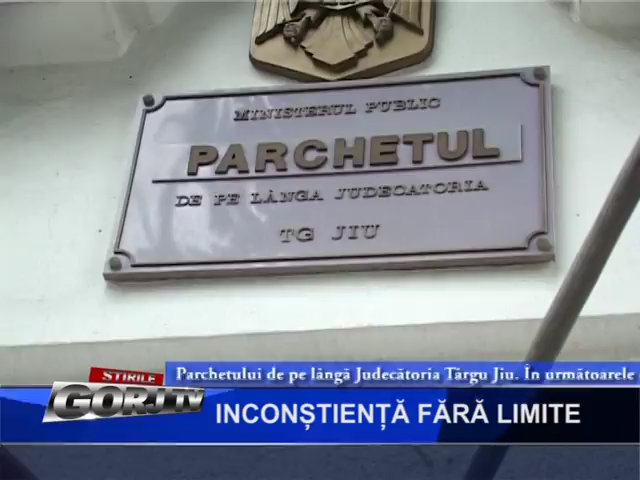 MINISTERUL PUBLIC
PARCHETUL
DE PE LÂNGA JUDECATORIA
TG JIU
Parchetului de pe lângă Judecătoria Târgu Jiu. În următoarele
ȘTIRILE
GORJ TV
INCONȘTIENȚĂ FĂRĂ LIMITE